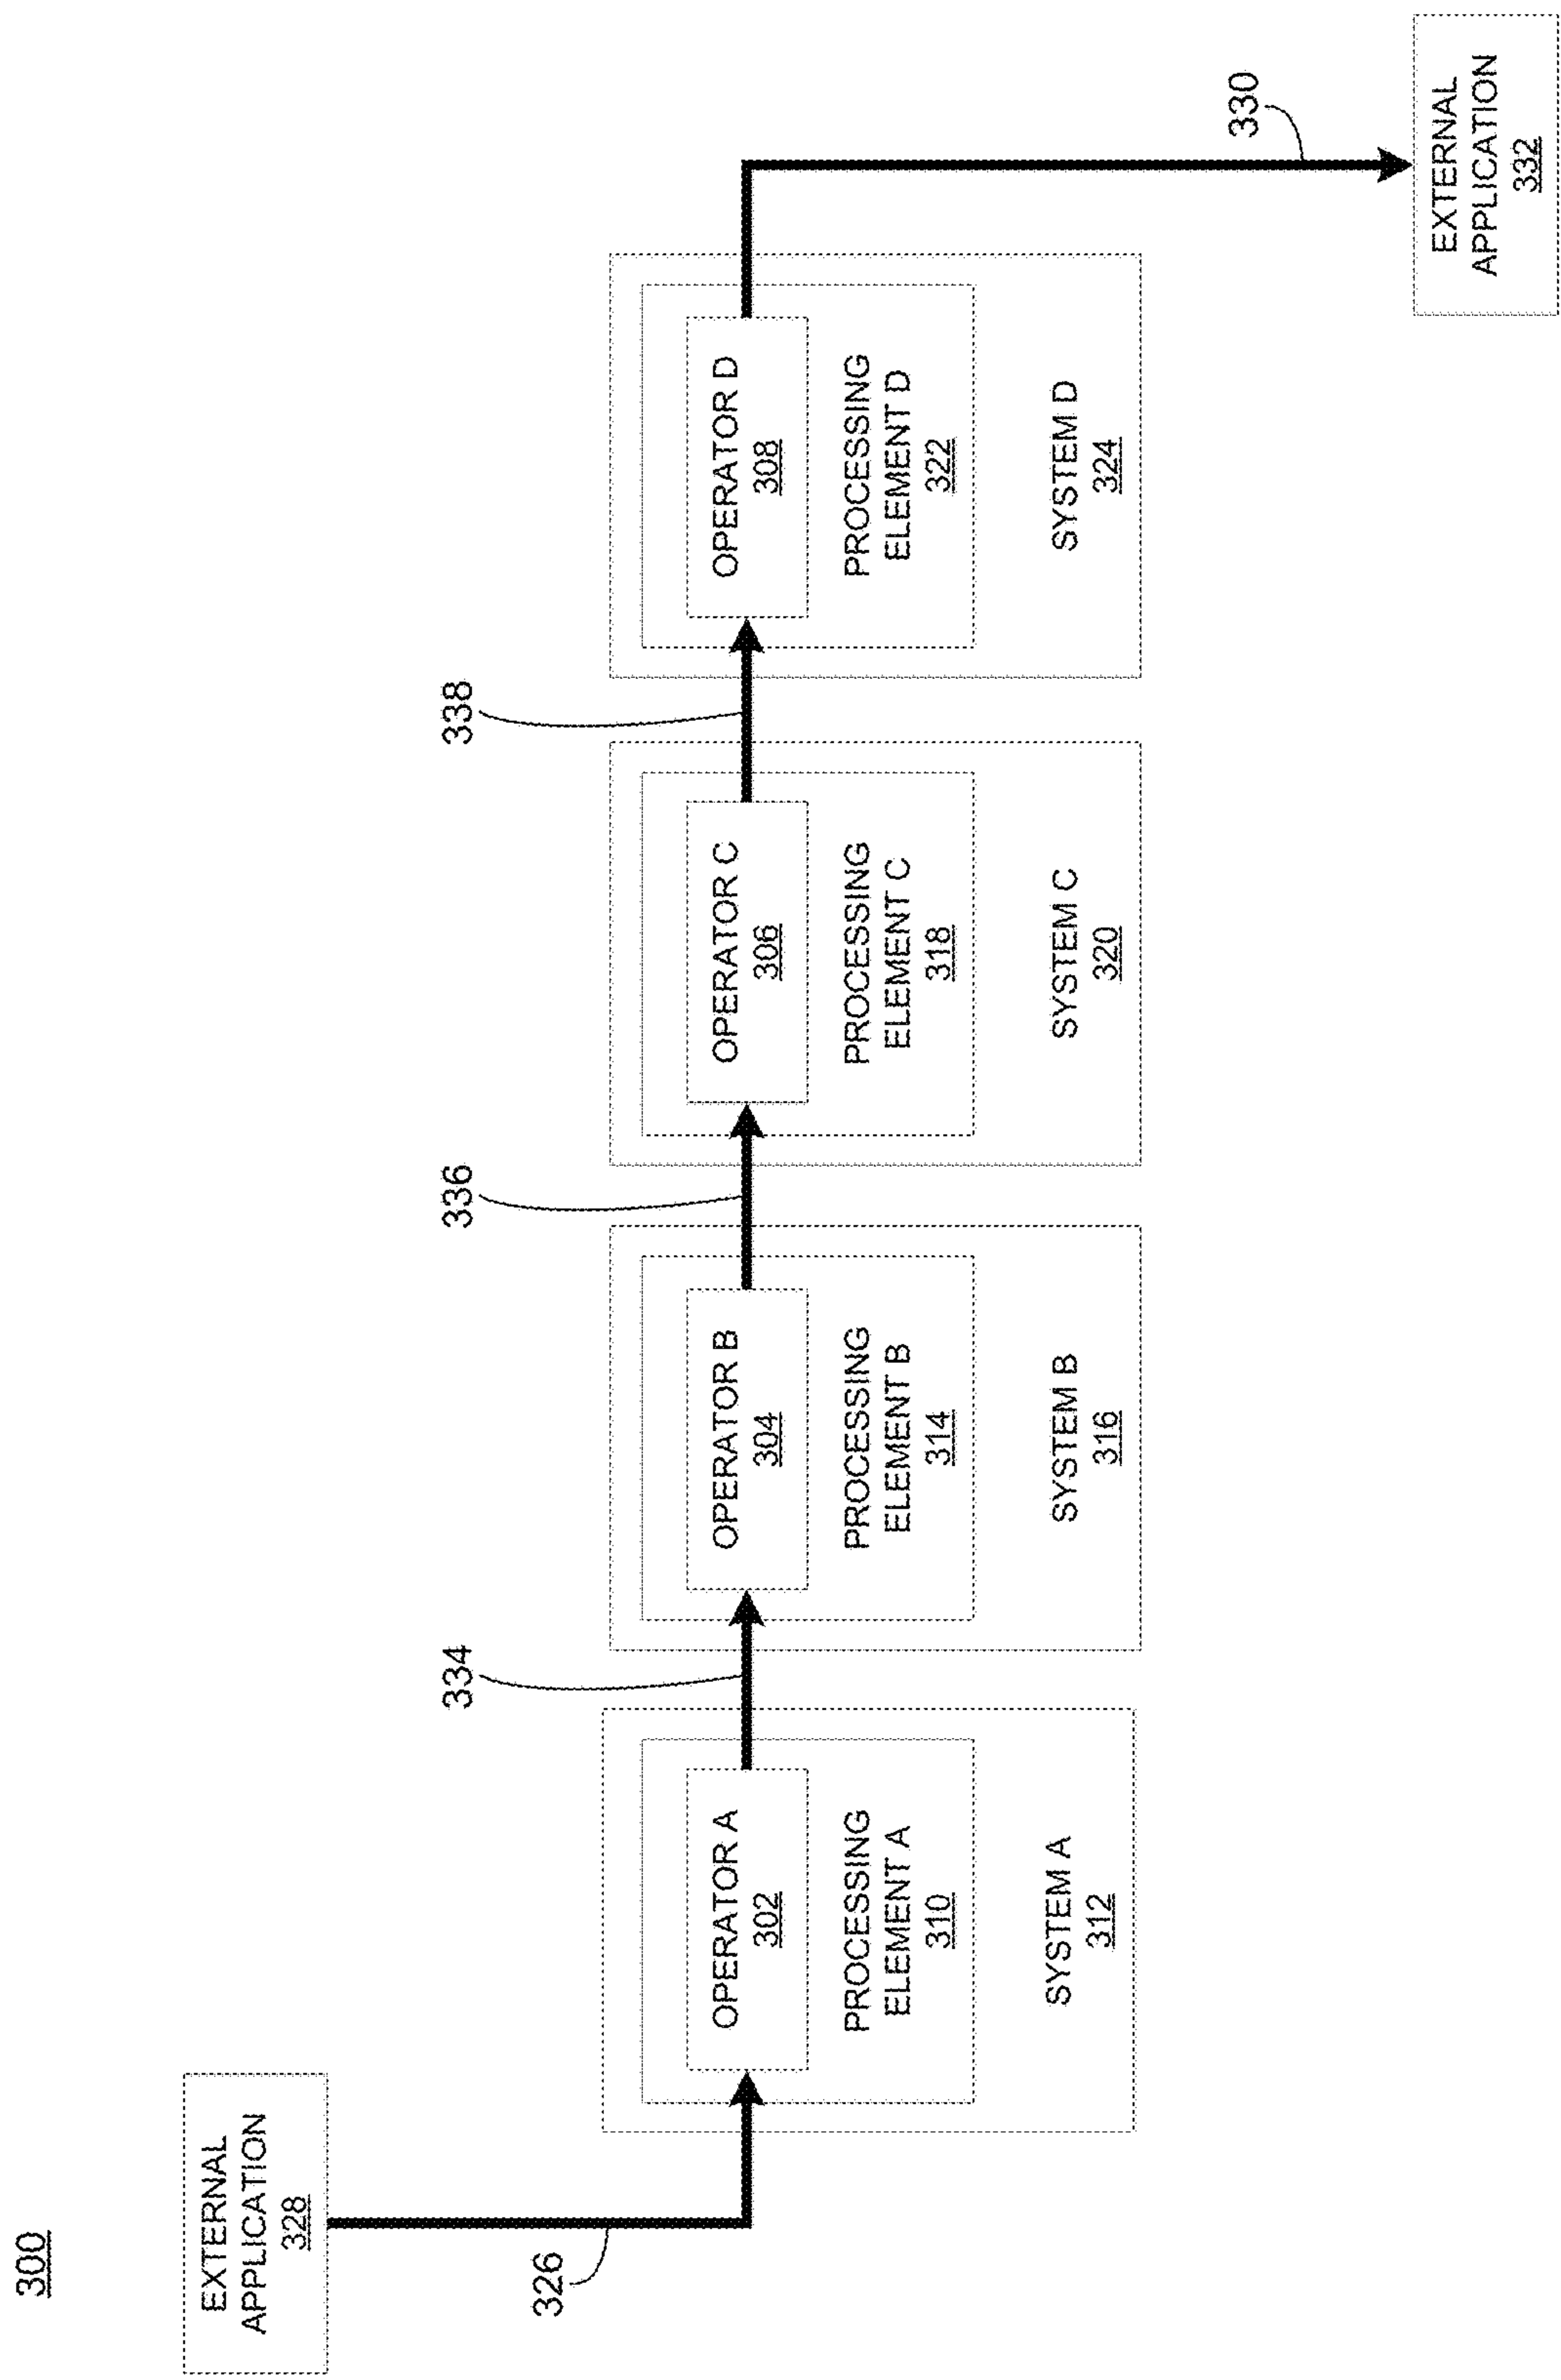 300
EXTERNAL
APPLICATION
328
326
OPERATOR A
302
PROCESSING
ELEMENT A
310
SYSTEM A
312
334
OPERATOR B
304
PROCESSING
ELEMENT B
314
SYSTEM B
316
336
OPERATOR C
306
PROCESSING
ELEMENT C
318
SYSTEM C
320
338
OPERATOR D
308
PROCESSING
ELEMENT D
322
SYSTEM D
324
330
EXTERNAL
APPLICATION
332